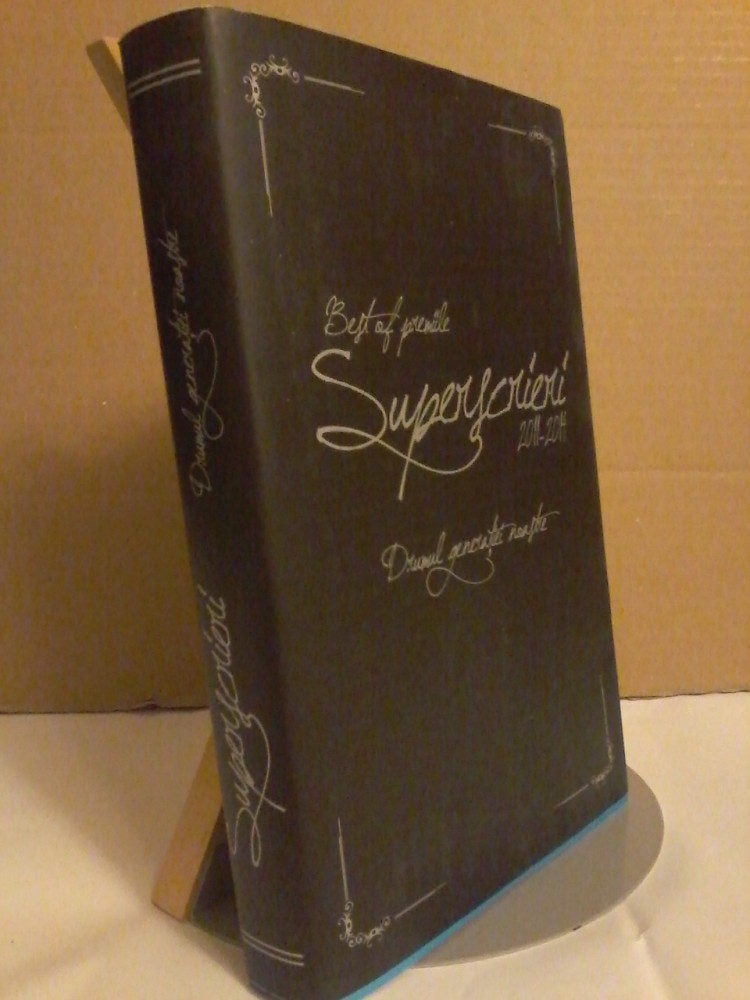 Best of premiile
Superscrieri
2011-2014
Drumul generației noastre
Drumul generației noastre
Superscrieri